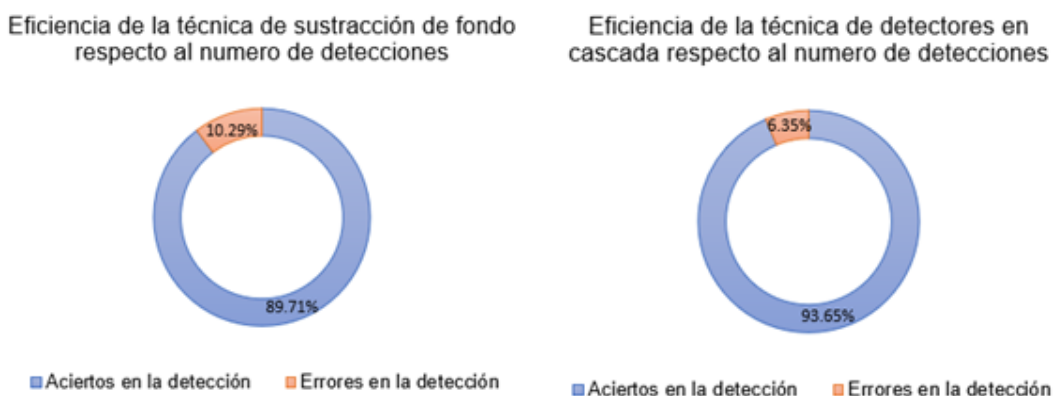 Eficiencia de la técnica de sustracción de fondo
respecto al numero de detecciones
10.29%
89.71%
Aciertos en la detección
Errores en la detección
Eficiencia de la técnica de detectores en
cascada respecto al numero de detecciones
6.35%
93.65%
Aciertos en la detección
Errores en la detección